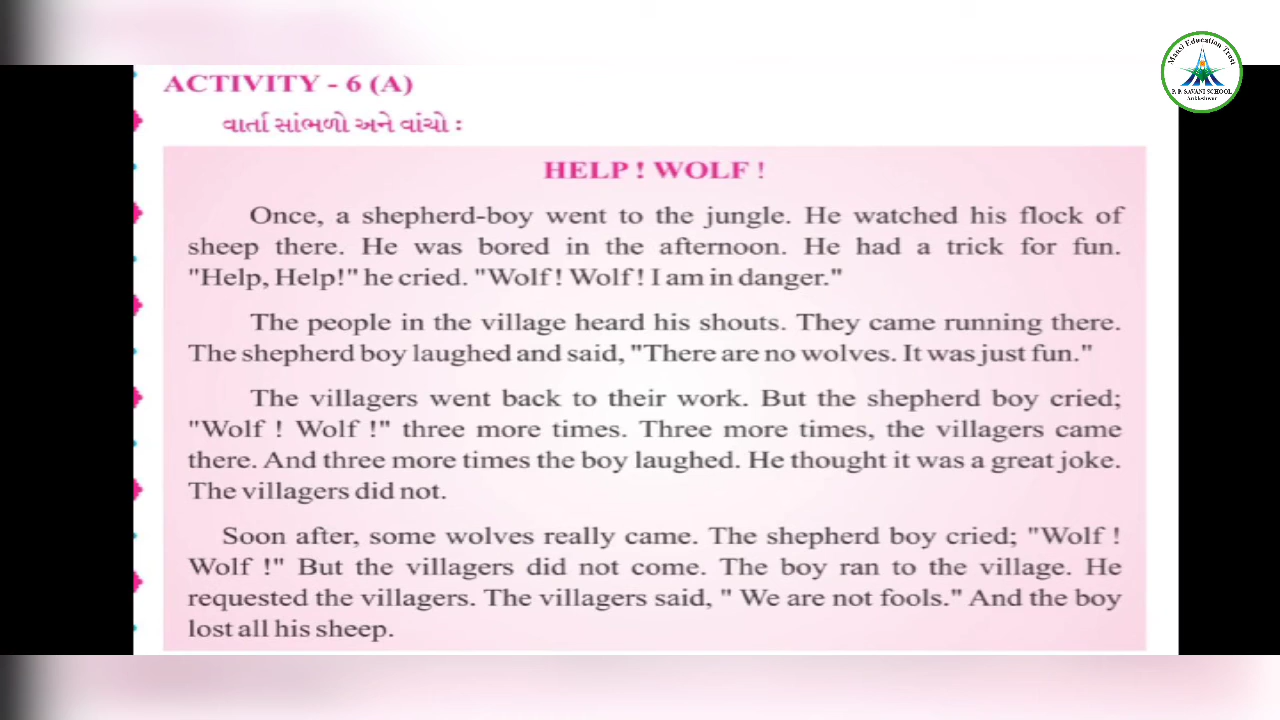 Mansi Education Trust
P. P. SAVANI SCHOOL
Ankleshwar
ACTIVITY - 6 (A)
વાર્તા સાંભળો અને વાંચો :
HELP ! WOLF !
Once, a shepherd-boy went to the jungle. He watched his flock of
sheep there. He was bored in the afternoon. He had a trick for fun.
"Help, Help!" he cried. "Wolf ! Wolf ! I am in danger."
The people in the village heard his shouts. They came running there.
The shepherd boy laughed and said, "There are no wolves. It was just fun."
The villagers went back to their work. But the shepherd boy cried;
"Wolf ! Wolf !" three more times. Three more times, the villagers came
there. And three more times the boy laughed. He thought it was a great joke.
The villagers did not.
Soon after, some wolves really came. The shepherd boy cried; "Wolf !
Wolf !" But the villagers did not come. The boy ran to the village. He
requested the villagers. The villagers said, " We are not fools." And the boy
lost all his sheep.